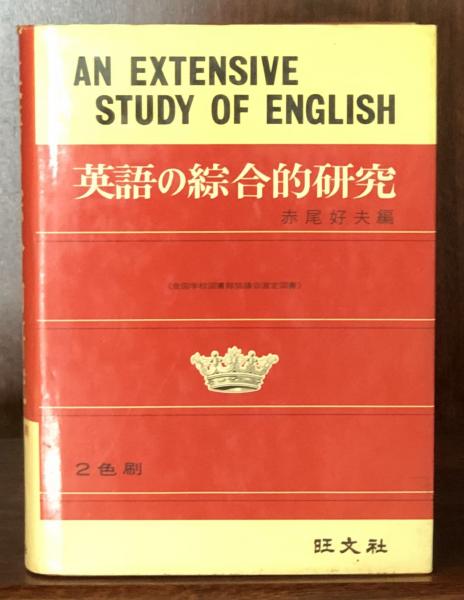 AN EXTENSIVE
STUDY OF ENGLISH
英語の綜合的研究
赤尾好夫編
《全国学校図書館協議会選定図書》
2色刷
旺文社